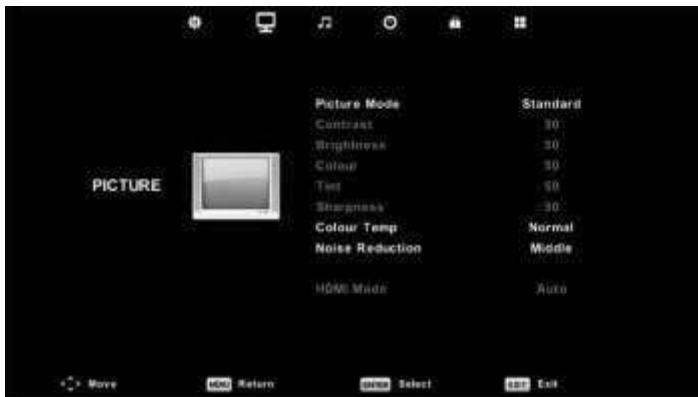 Picture Mode Standard
Contrast 50
Brightness 50
Colour 50
PICTURE
Tint 50
Sharpness 50
Colour Temp Normal
Noise Reduction Middle
HDMI Mode Auto
Move MENU Return ENTER Select EXIT Exit